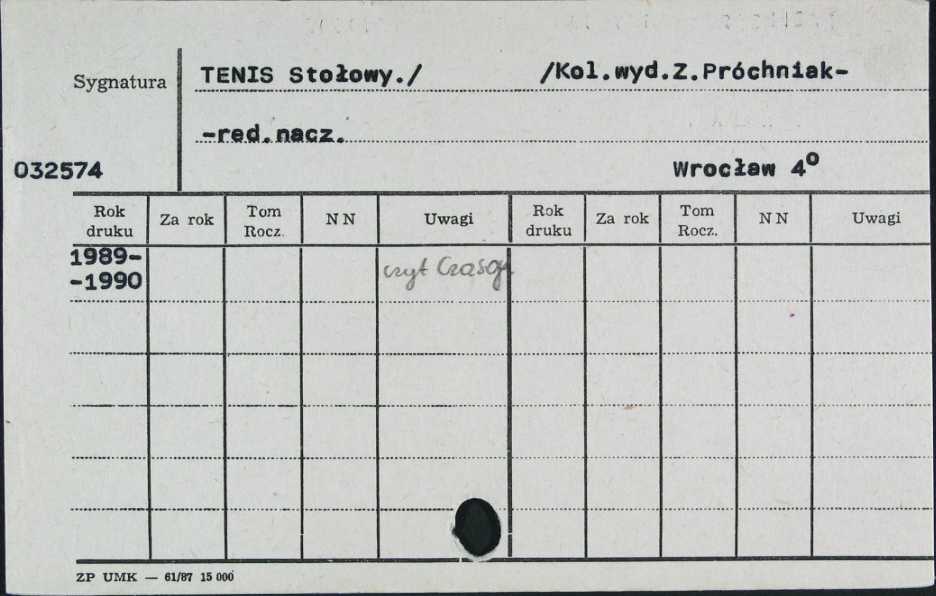 Sygnatura
TENIS Stołowy./ /Kol.wyd.Z.Próchniak-
-red.nacz.
032574
Wrocław 4º
Rok druku Za rok Tom Rocz. N N Uwagi Rok druku Za rok Tom Rocz. N N Uwagi
1989- czyt Czasop
-1990
ZP UMK — 61/87 15 000